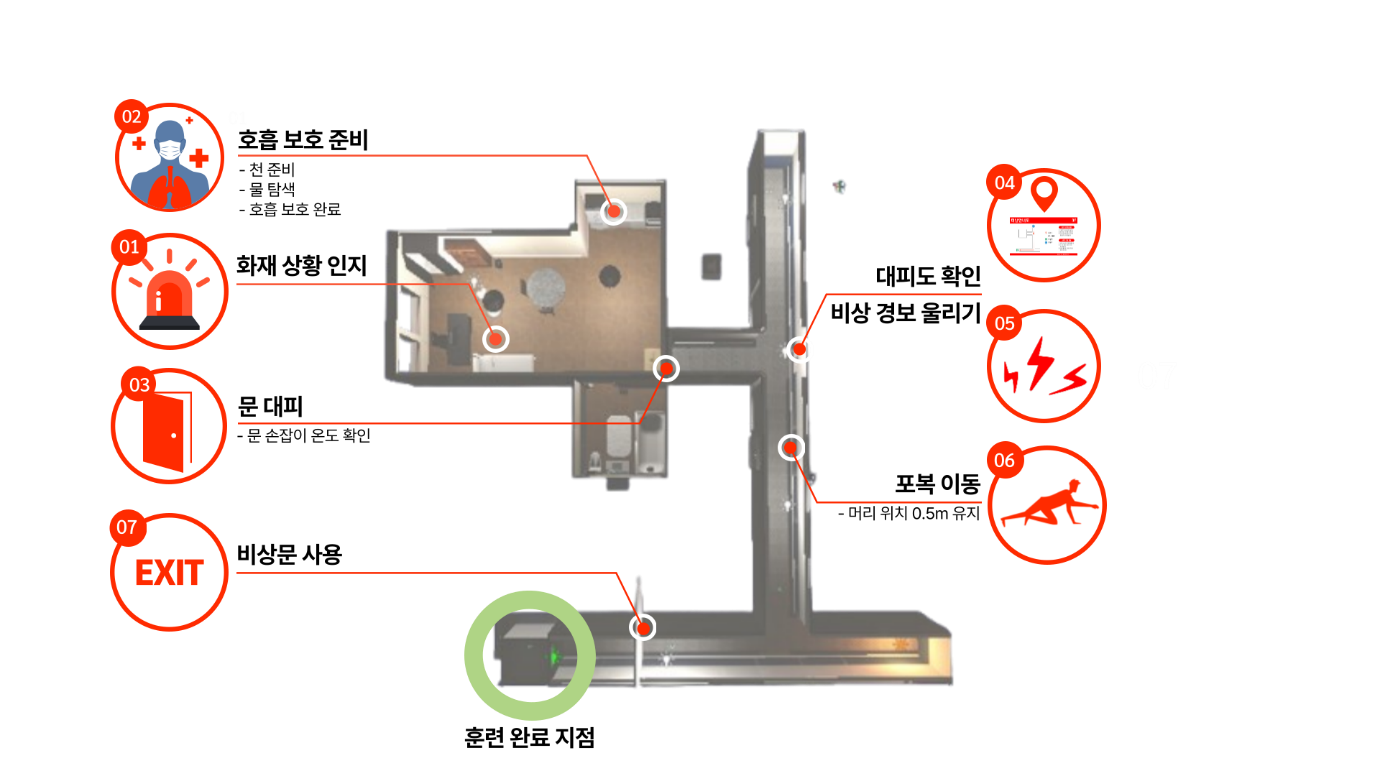 02
호흡 보호 준비
- 천 준비
- 물 탐색
- 호흡 보호 완료
01
화재 상황 인지
03
문 대피
- 문 손잡이 온도 확인
07
EXIT
비상문 사용
04
대피도 확인
05
비상 경보 울리기
06
포복 이동
- 머리 위치 0.5m 유지
훈련 완료 지점